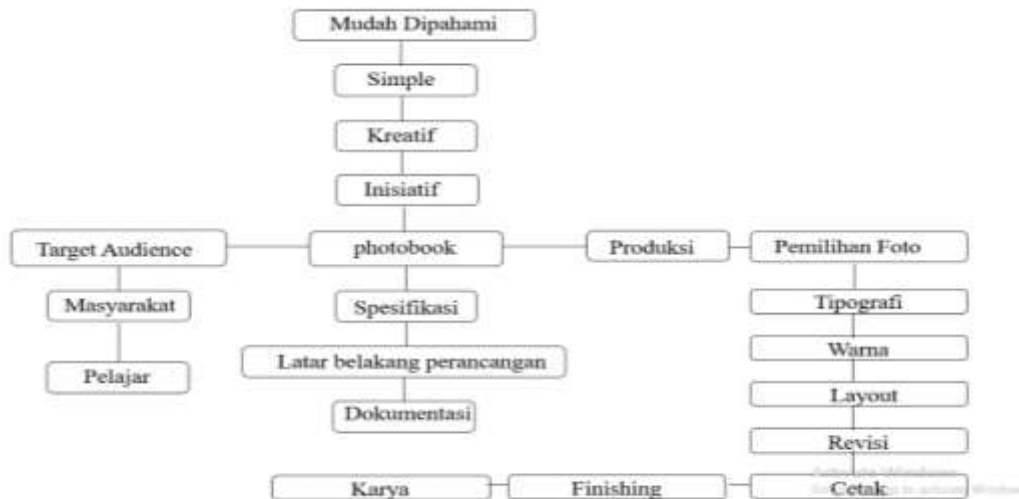 Mudah Dipahami
Simple
Kreatif
Inisiatif
Target Audience
photobook
Produksi
Pemilihan Foto
Masyarakat
Spesifikasi
Tipografi
Latar belakang perancangan
Warna
Pelajar
Layout
Dokumentasi
Revisi
Karya
Finishing
Cetak